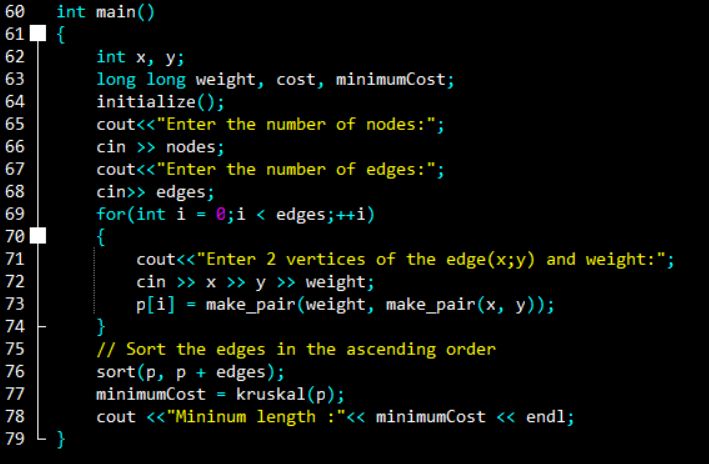 60 int main()
61 {
62 int x, y;
63 long long weight, cost, minimumCost;
64 initialize();
65 cout<<"Enter the number of nodes:";
66 cin >> nodes;
67 cout<<"Enter the number of edges:";
68 cin>> edges;
69 for(int i = 0;i < edges;++i)
70 {
71 cout<<"Enter 2 vertices of the edge(x;y) and weight:";
72 cin >> x >> y >> weight;
73 p[i] = make_pair(weight, make_pair(x, y));
74 }
75 // Sort the edges in the ascending order
76 sort(p, p + edges);
77 minimumCost = kruskal(p);
78 cout <<"Mininum length :"<< minimumCost << endl;
79 }